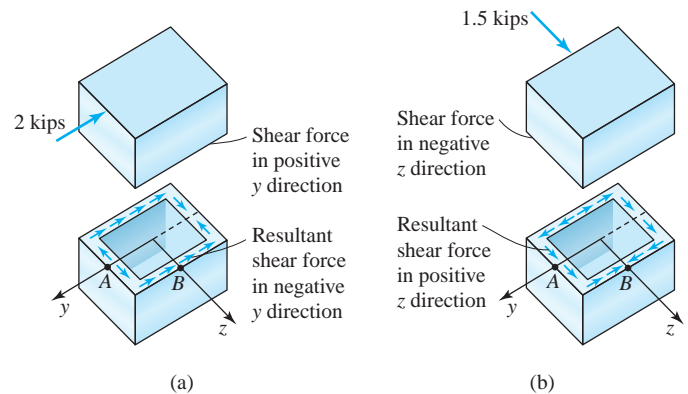 2 kips
Shear force
in positive
y direction
Resultant
shear force
in negative
y direction
A
B
y
z
(a)
1.5 kips
Shear force
in negative
z direction
Resultant
shear force
in positive
z direction
A
B
y
z
(b)